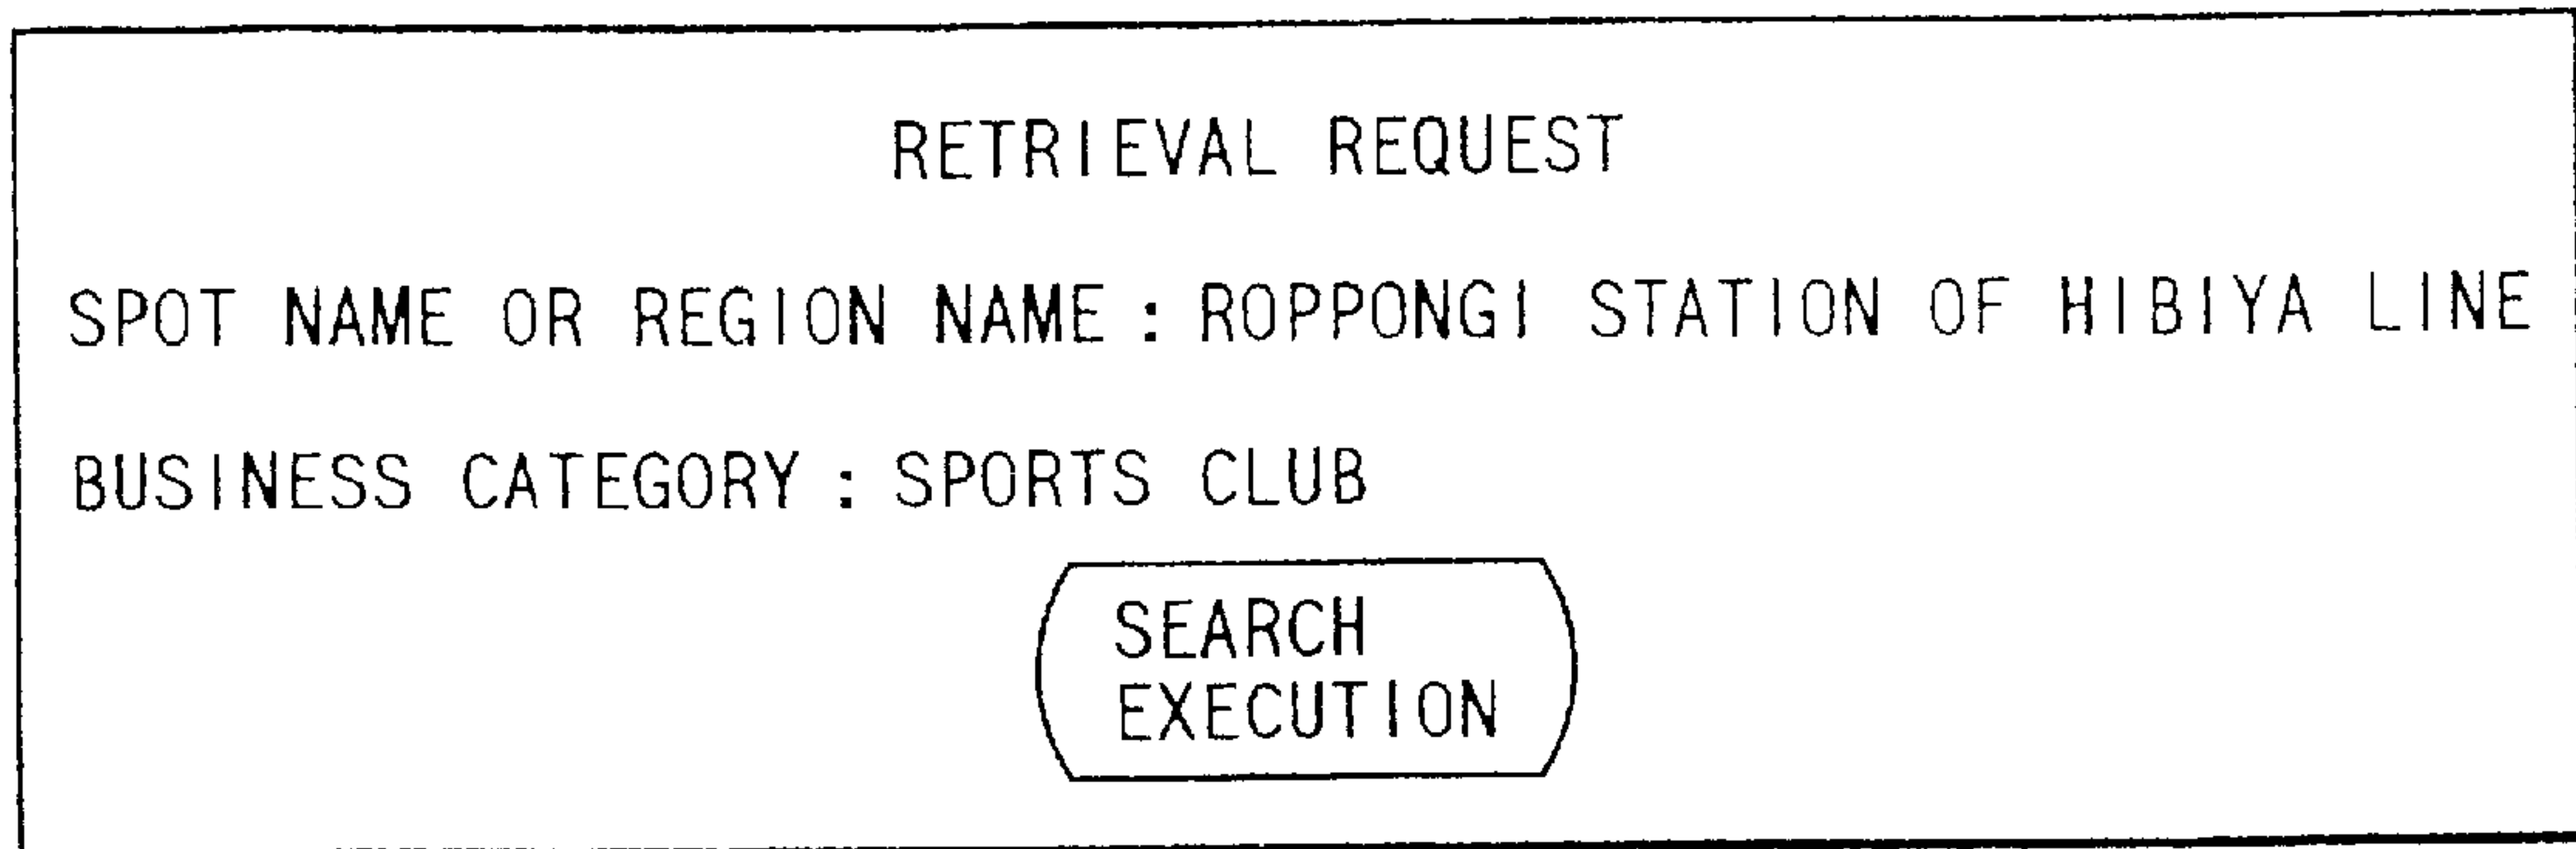 RETRIEVAL REQUEST
SPOT NAME OR REGION NAME : ROPPONGI STATION OF HIBIYA LINE
BUSINESS CATEGORY : SPORTS CLUB
SEARCH
EXECUTION